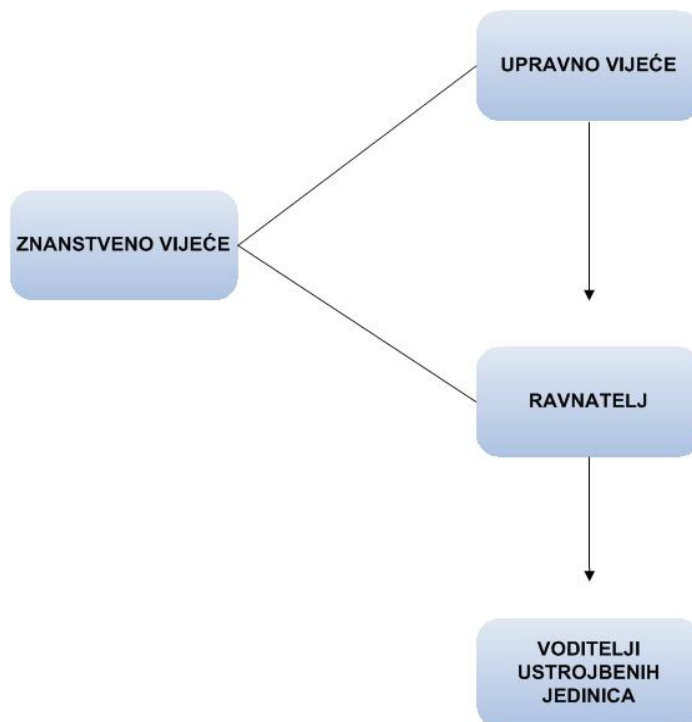 UPRAVNO VIJEĆE
ZNANSTVENO VIJEĆE
RAVNATELJ
VODITELJI
USTROJBENIH
JEDINICA